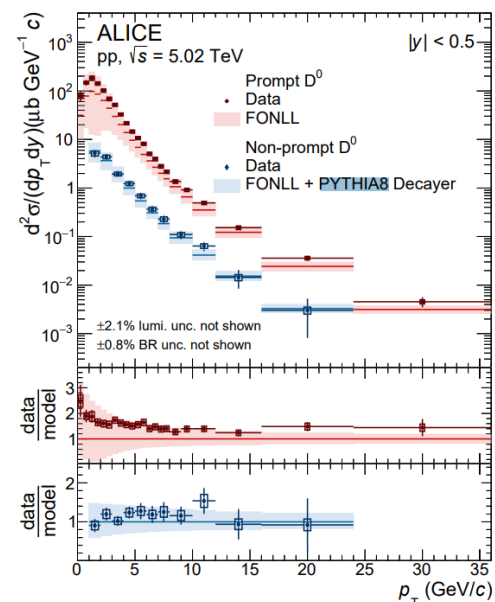 ALICE
pp, √s = 5.02 TeV
|y| < 0.5
Prompt D⁰
Data
FONLL
Non-prompt D⁰
Data
FONLL + PYTHIA8 Decayer
d²σ/(dp_T dy)(μb GeV⁻¹ c)
10³
10²
10
1
10⁻¹
10⁻²
10⁻³
±2.1% lumi. unc. not shown
±0.8% BR unc. not shown
data
model
3
2
1
data
model
2
1
0 5 10 15 20 25 30 35
p_T (GeV/c)